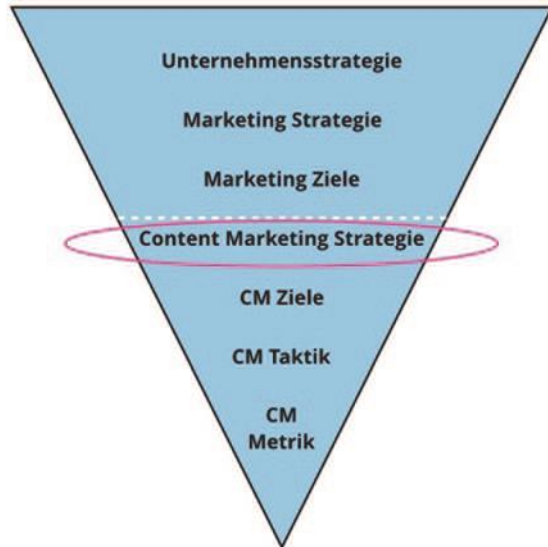 Unternehmensstrategie
Marketing Strategie
Marketing Ziele
Content Marketing Strategie
CM Ziele
CM Taktik
CM
Metrik